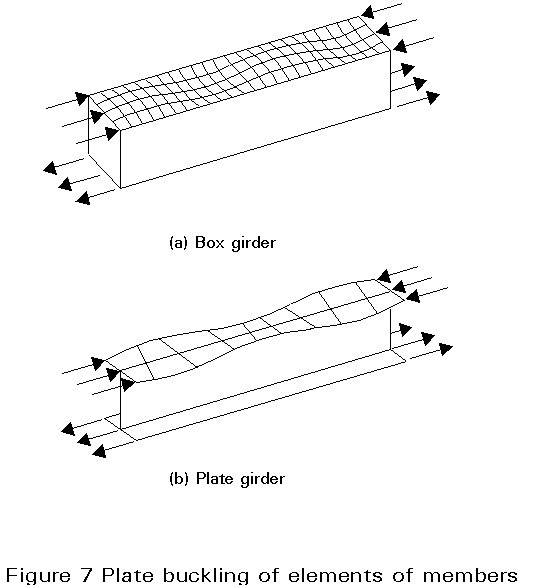 (a) Box girder
(b) Plate girder
Figure 7 Plate buckling of elements of members